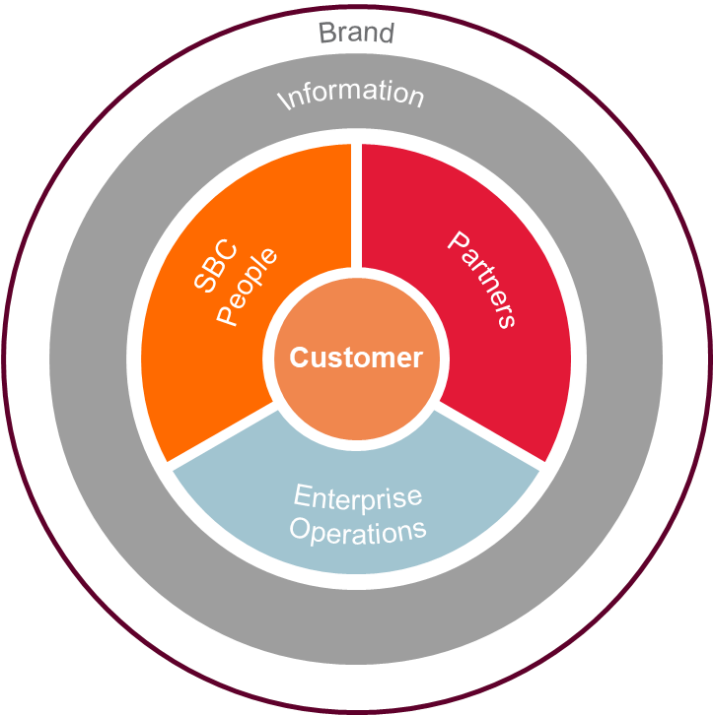 Brand
Information
SBC
People
Partners
Customer
Enterprise
Operations